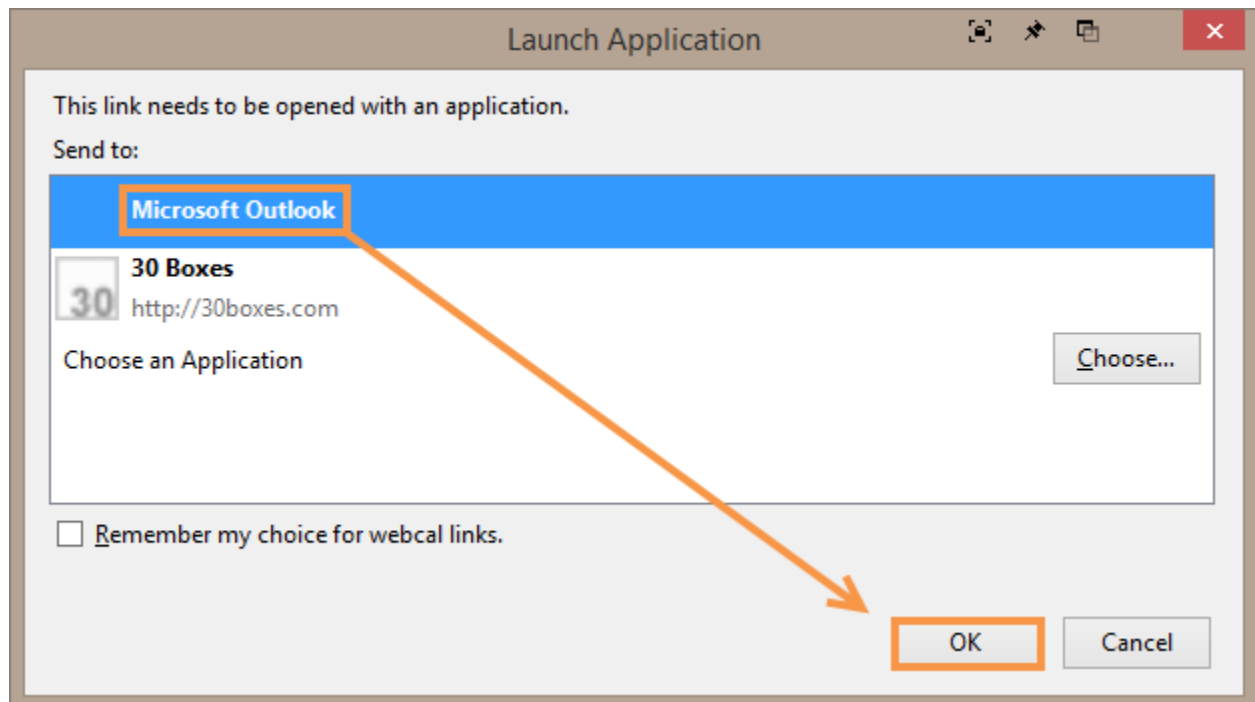 Launch Application
This link needs to be opened with an application.
Send to:
Microsoft Outlook
30 Boxes
30
http://30boxes.com
Choose an Application
Choose...
Remember my choice for webcal links.
OK
Cancel